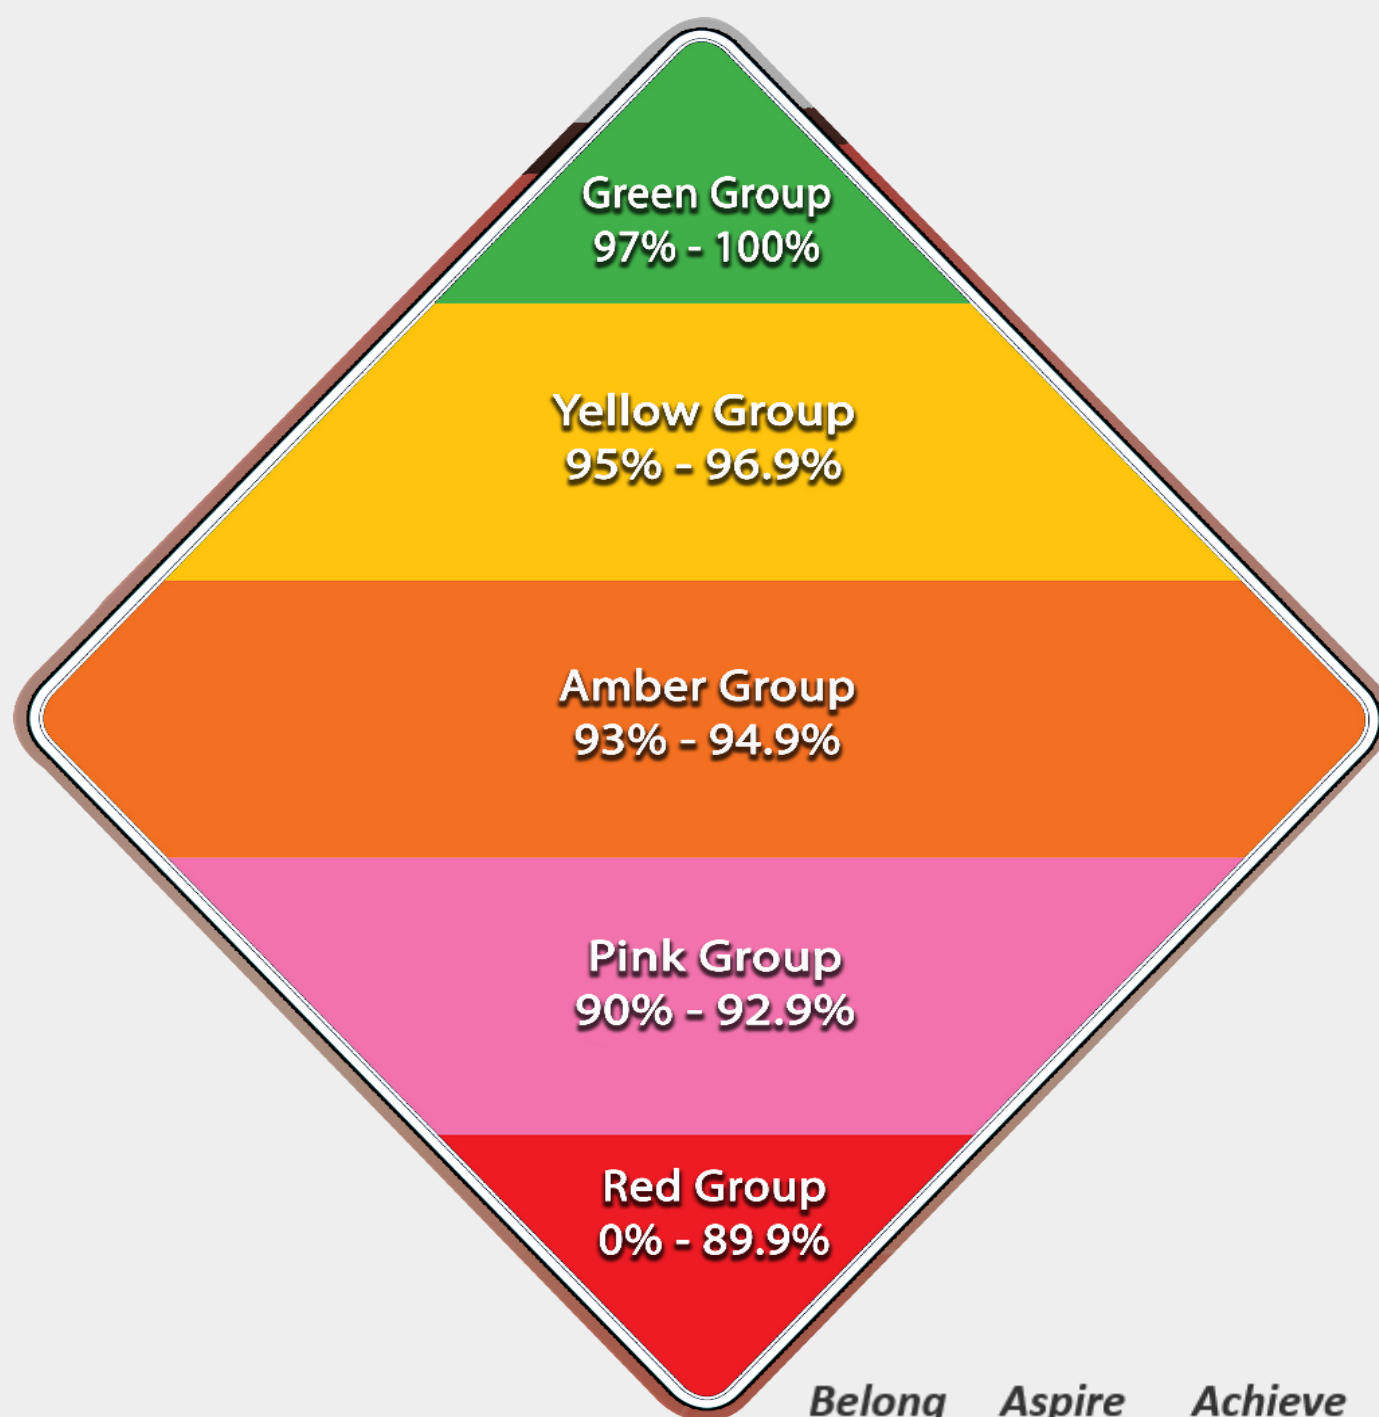 Green Group
97% - 100%
Yellow Group
95% - 96.9%
Amber Group
93% - 94.9%
Pink Group
90% - 92.9%
Red Group
0% - 89.9%
Belong Aspire Achieve